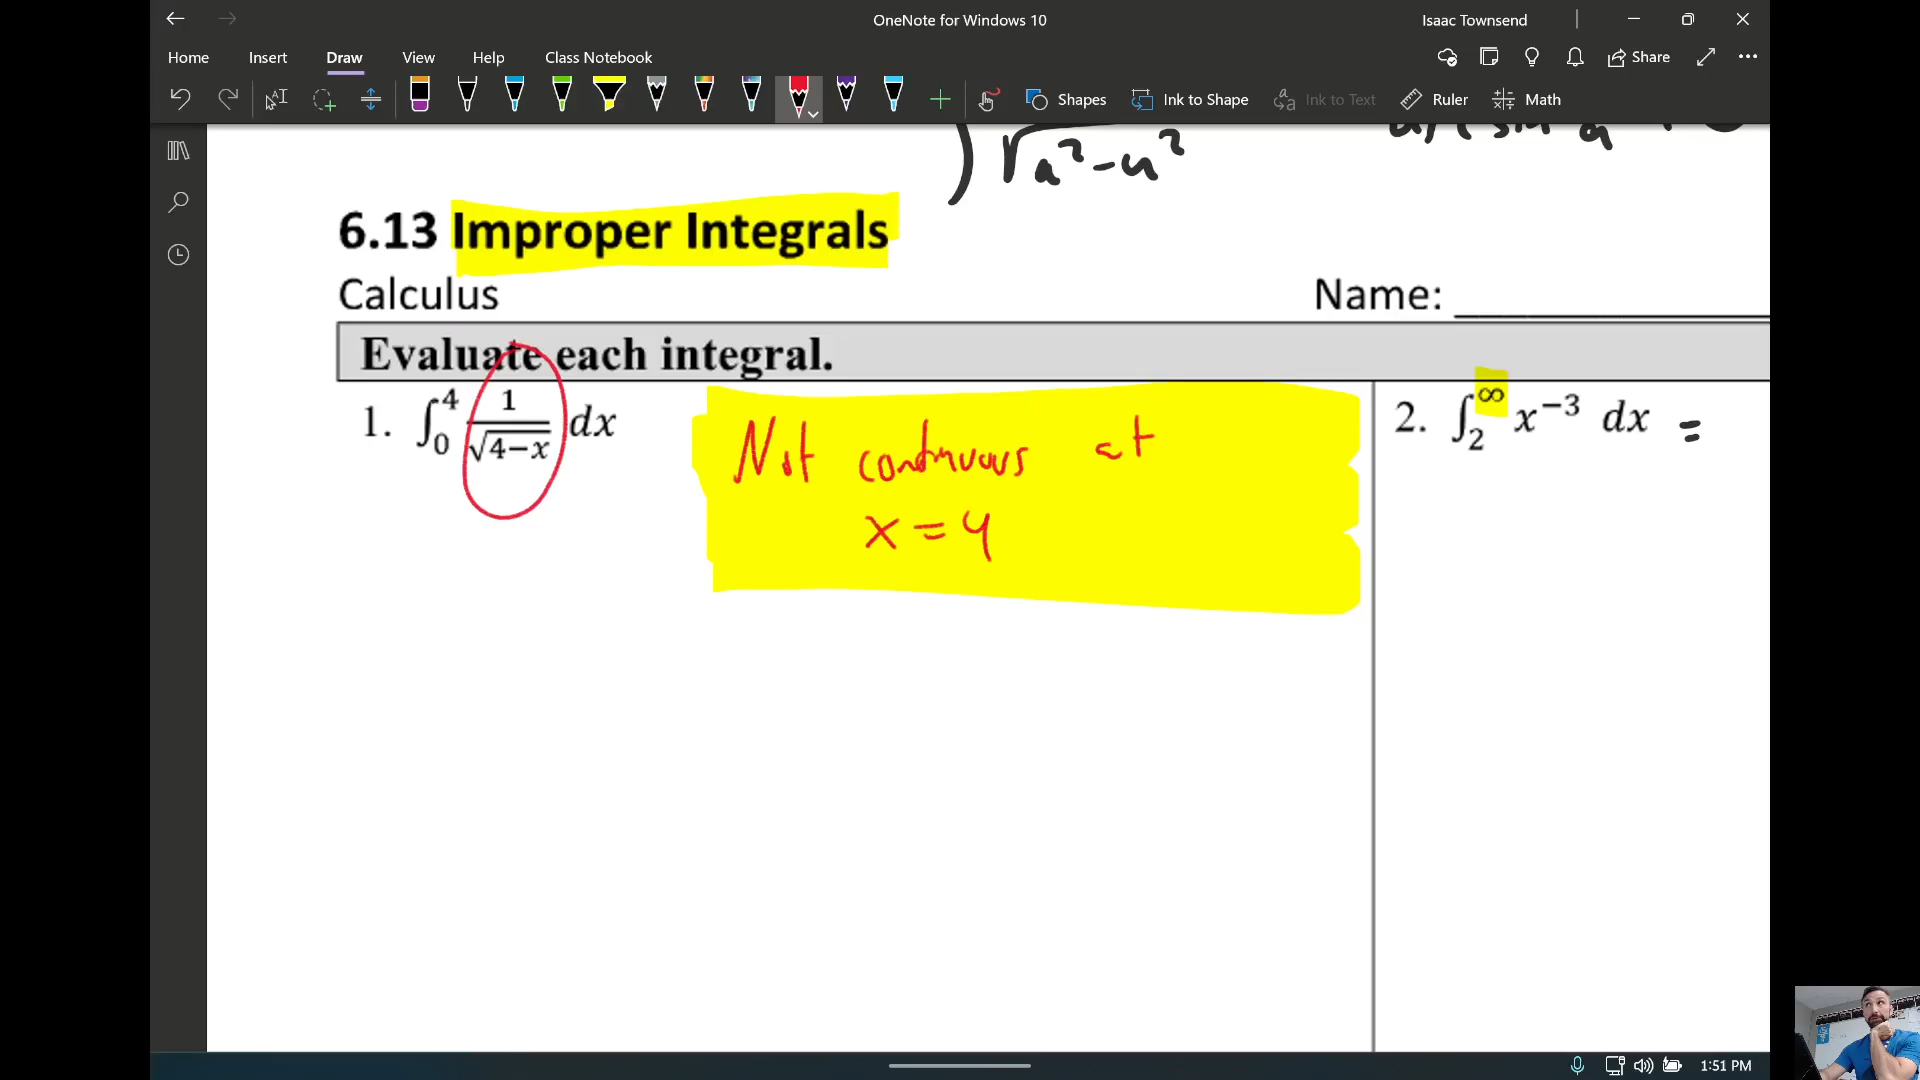 OneNote for Windows 10
Isaac Townsend
Home Insert Draw View Help Class Notebook
Share
Shapes Ink to Shape Ink to Text Ruler Math
√a²-u²
6.13 Improper Integrals
Calculus
Name:
Evaluate each integral.
1. ∫₀⁴ 1/√(4−x) dx
Not continuous at
x = 4
2. ∫₂^∞ x⁻³ dx =
1:51 PM